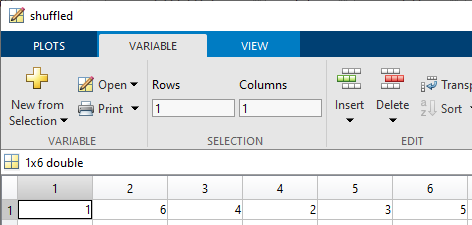 shuffled
PLOTS VARIABLE VIEW
New from Selection Open Print Rows Columns Insert Delete Transp
1 1 Sort
VARIABLE SELECTION EDIT
1x6 double
1 2 3 4 5 6
1 1 6 4 2 3 5